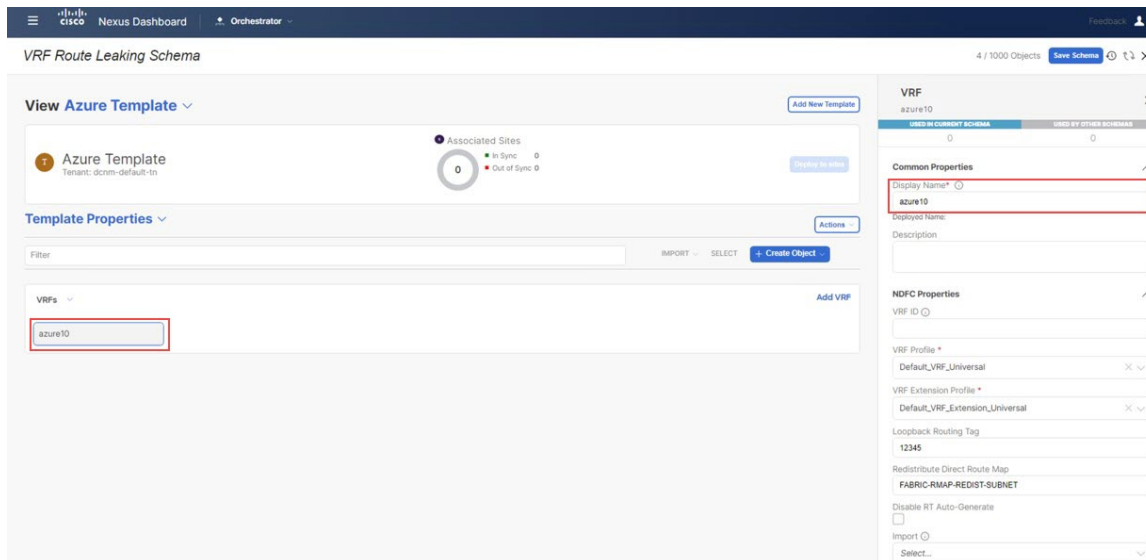 CISCO Nexus Dashboard Orchestrator Feedback
VRF Route Leaking Schema 4 / 1000 Objects Save Schema
View Azure Template Add New Template
T Azure Template
Tenant: dcnm-default-tn
Associated Sites
0
In Sync 0
Out of Sync 0
Deploy to sites
Template Properties
Actions
Filter IMPORT SELECT + Create Object
VRFs Add VRF
azure10
VRF
azure10
USED IN CURRENT SCHEMA USED BY OTHER SCHEMAS
0 0
Common Properties
Display Name*
azure10
Deployed Name:
Description
NDFC Properties
VRF ID
VRF Profile *
Default_VRF_Universal
VRF Extension Profile *
Default_VRF_Extension_Universal
Loopback Routing Tag
12345
Redistribute Direct Route Map
FABRIC-RMAP-REDIST-SUBNET
Disable RT Auto-Generate
Import
Select...